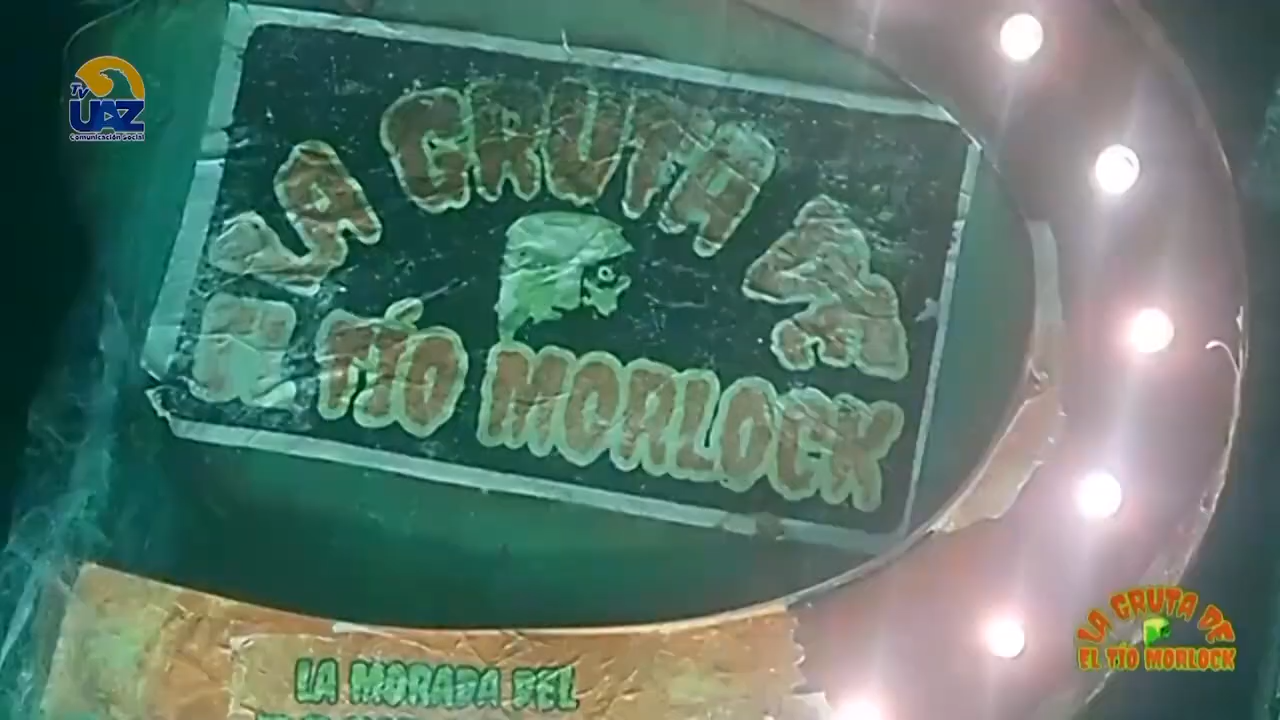 TV
UAZ
Comunicación Social
LA GRUTA DE
EL TÍO MORLOCK
LA MORADA DEL
LA GRUTA DE
EL TÍO MORLOCK